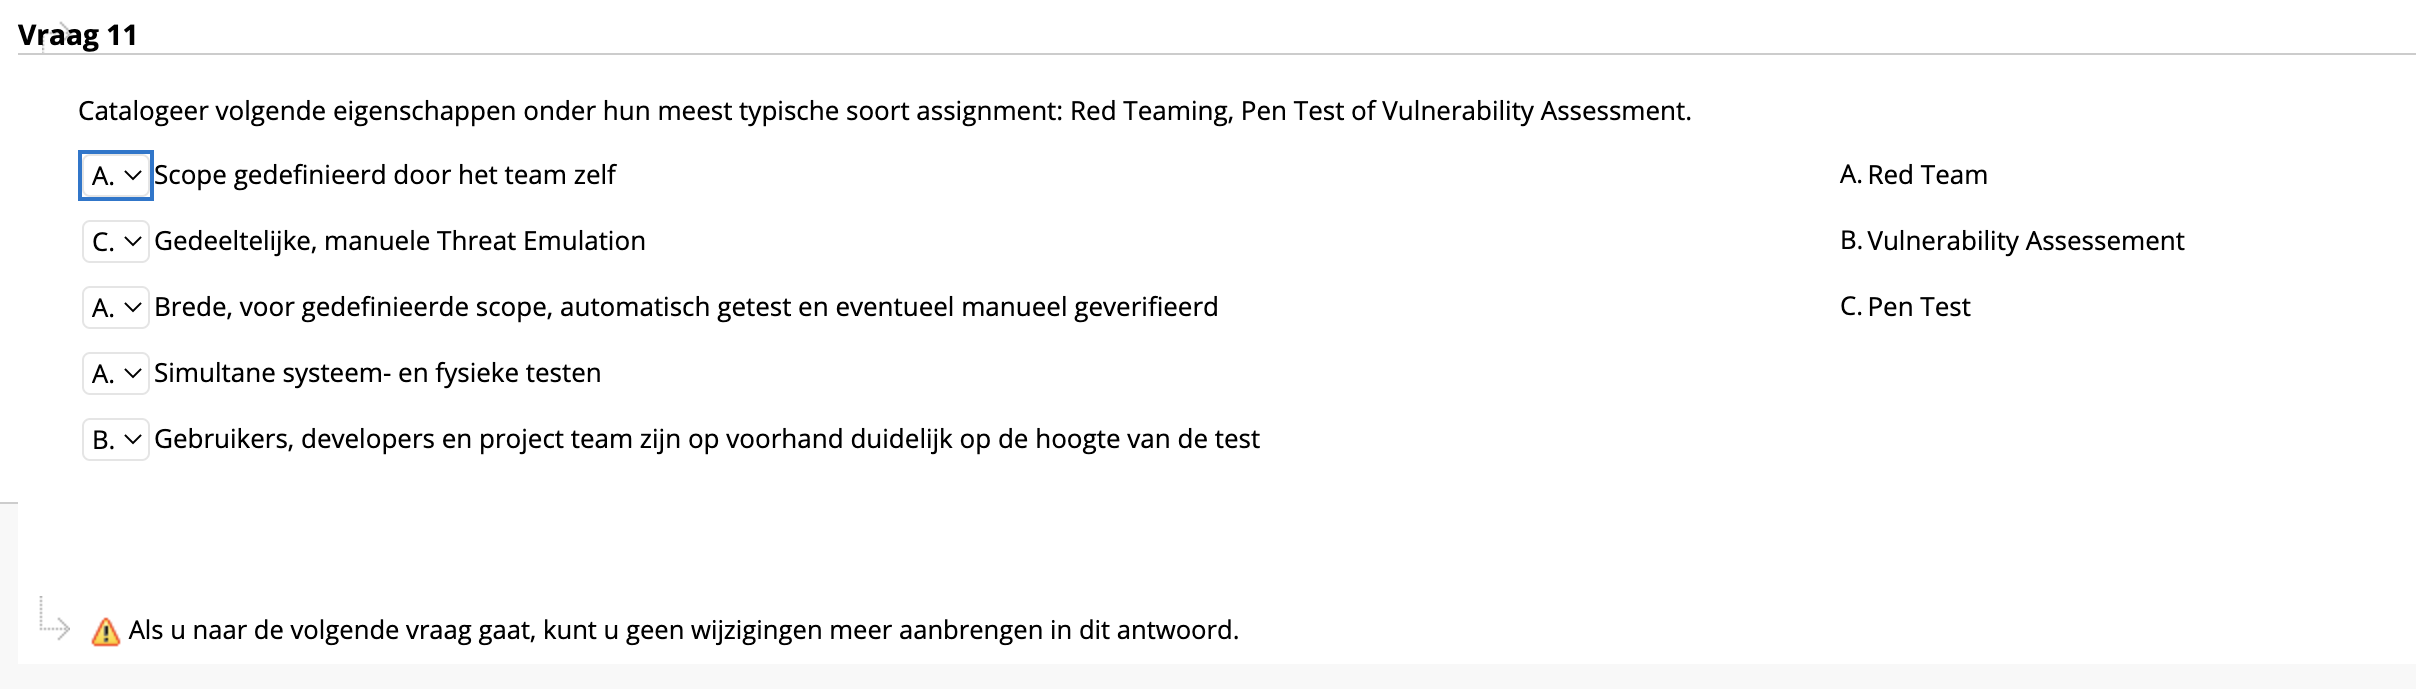 Vraag 11
Catalogeer volgende eigenschappen onder hun meest typische soort assignment: Red Teaming, Pen Test of Vulnerability Assessment.
A. Scope gedefinieerd door het team zelf A. Red Team
C. Gedeeltelijke, manuele Threat Emulation B. Vulnerability Assessement
A. Brede, voor gedefinieerde scope, automatisch getest en eventueel manueel geverifieerd C. Pen Test
A. Simultane systeem- en fysieke testen
B. Gebruikers, developers en project team zijn op voorhand duidelijk op de hoogte van de test
Als u naar de volgende vraag gaat, kunt u geen wijzigingen meer aanbrengen in dit antwoord.